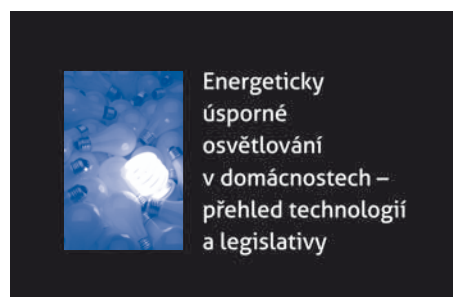 Energeticky
úsporné
osvětlování
v domácnostech –
přehled technologií
a legislativy